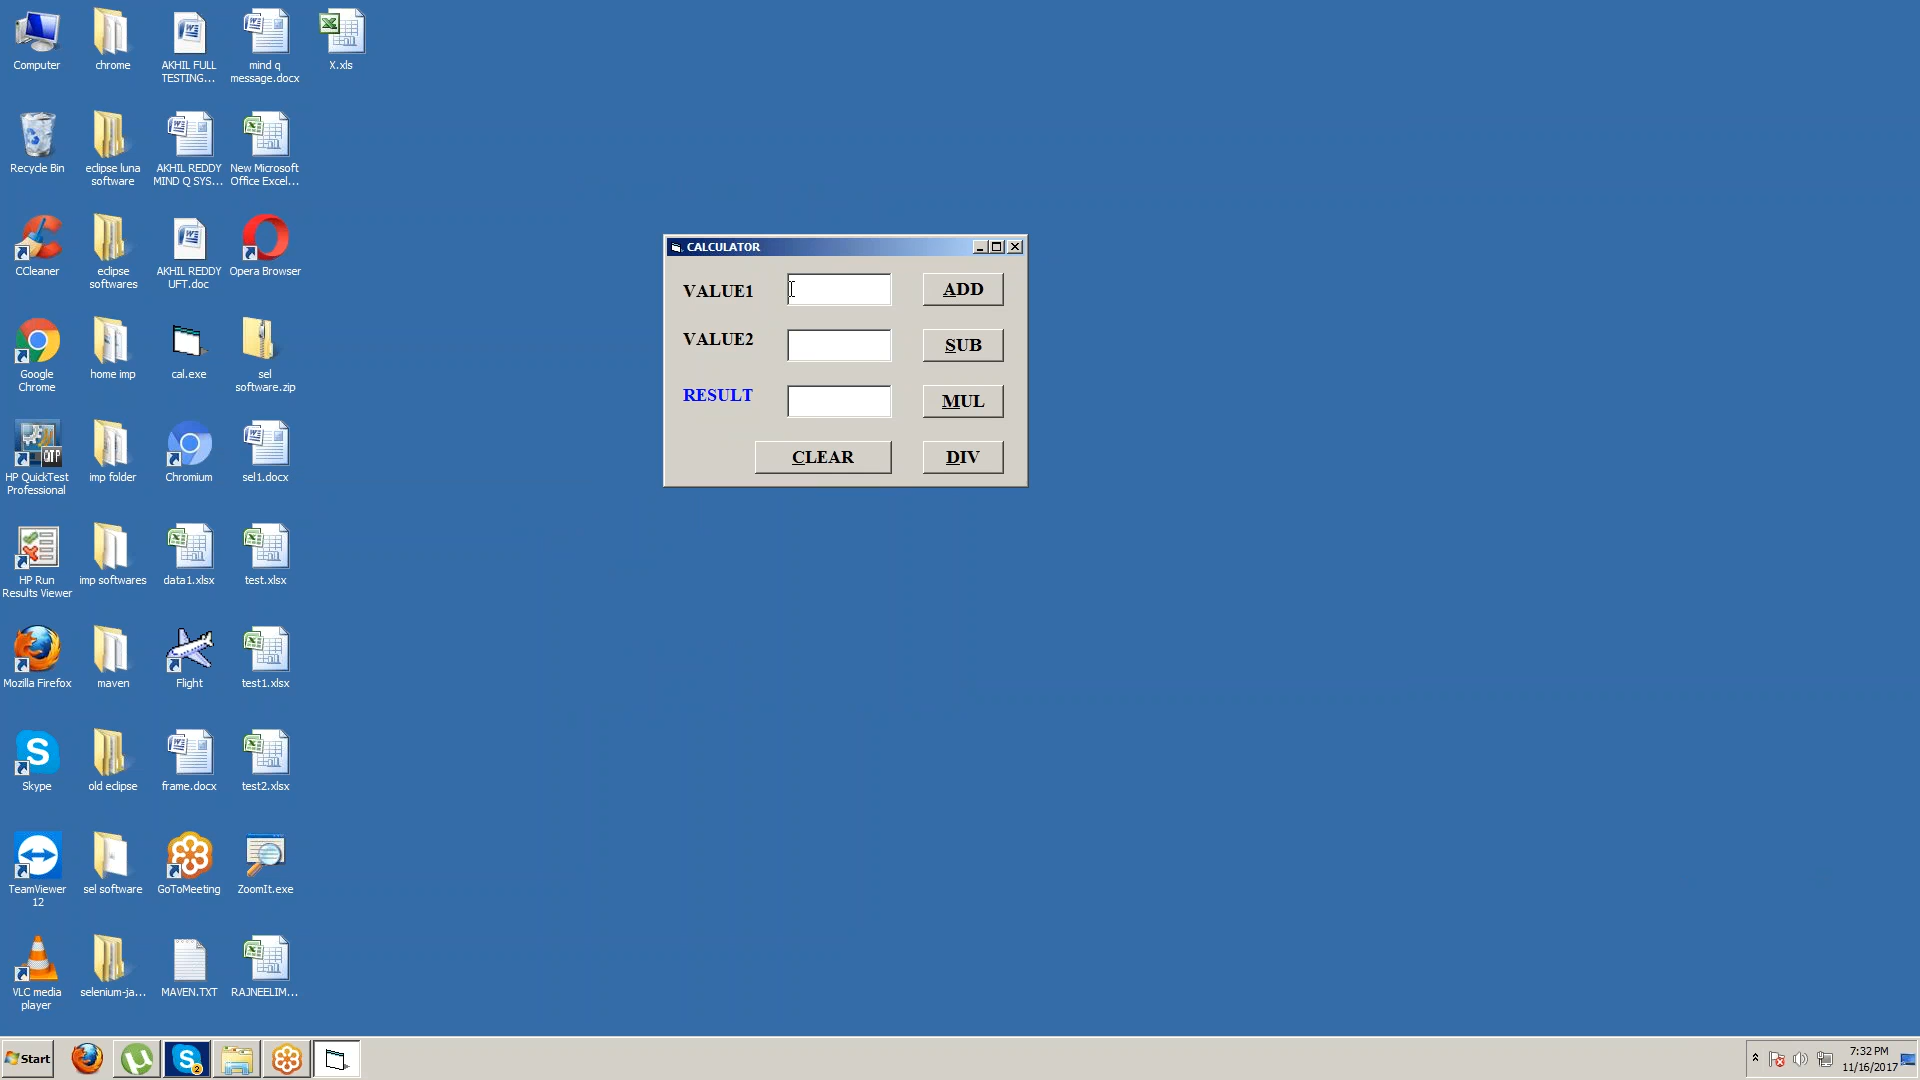 Computer
chrome
AKHIL FULL
TESTING...
mind q
message.docx
X.xls
Recycle Bin
eclipse luna
software
AKHIL REDDY
MIND Q SYS...
New Microsoft
Office Excel...
CCleaner
eclipse
softwares
AKHIL REDDY
UFT.doc
Opera Browser
Google
Chrome
home imp
cal.exe
sel
software.zip
QTP
HP QuickTest
Professional
imp folder
Chromium
sel1.docx
HP Run
Results Viewer
imp softwares
data1.xlsx
test.xlsx
Mozilla Firefox
maven
Flight
test1.xlsx
Skype
old eclipse
frame.docx
test2.xlsx
TeamViewer
12
sel software
GoToMeeting
ZoomIt.exe
VLC media
player
selenium-ja...
MAVEN.TXT
RAJNEELIM...
CALCULATOR
VALUE1
ADD
VALUE2
SUB
RESULT
MUL
CLEAR
DIV
Start
2
7:32 PM
11/16/2017